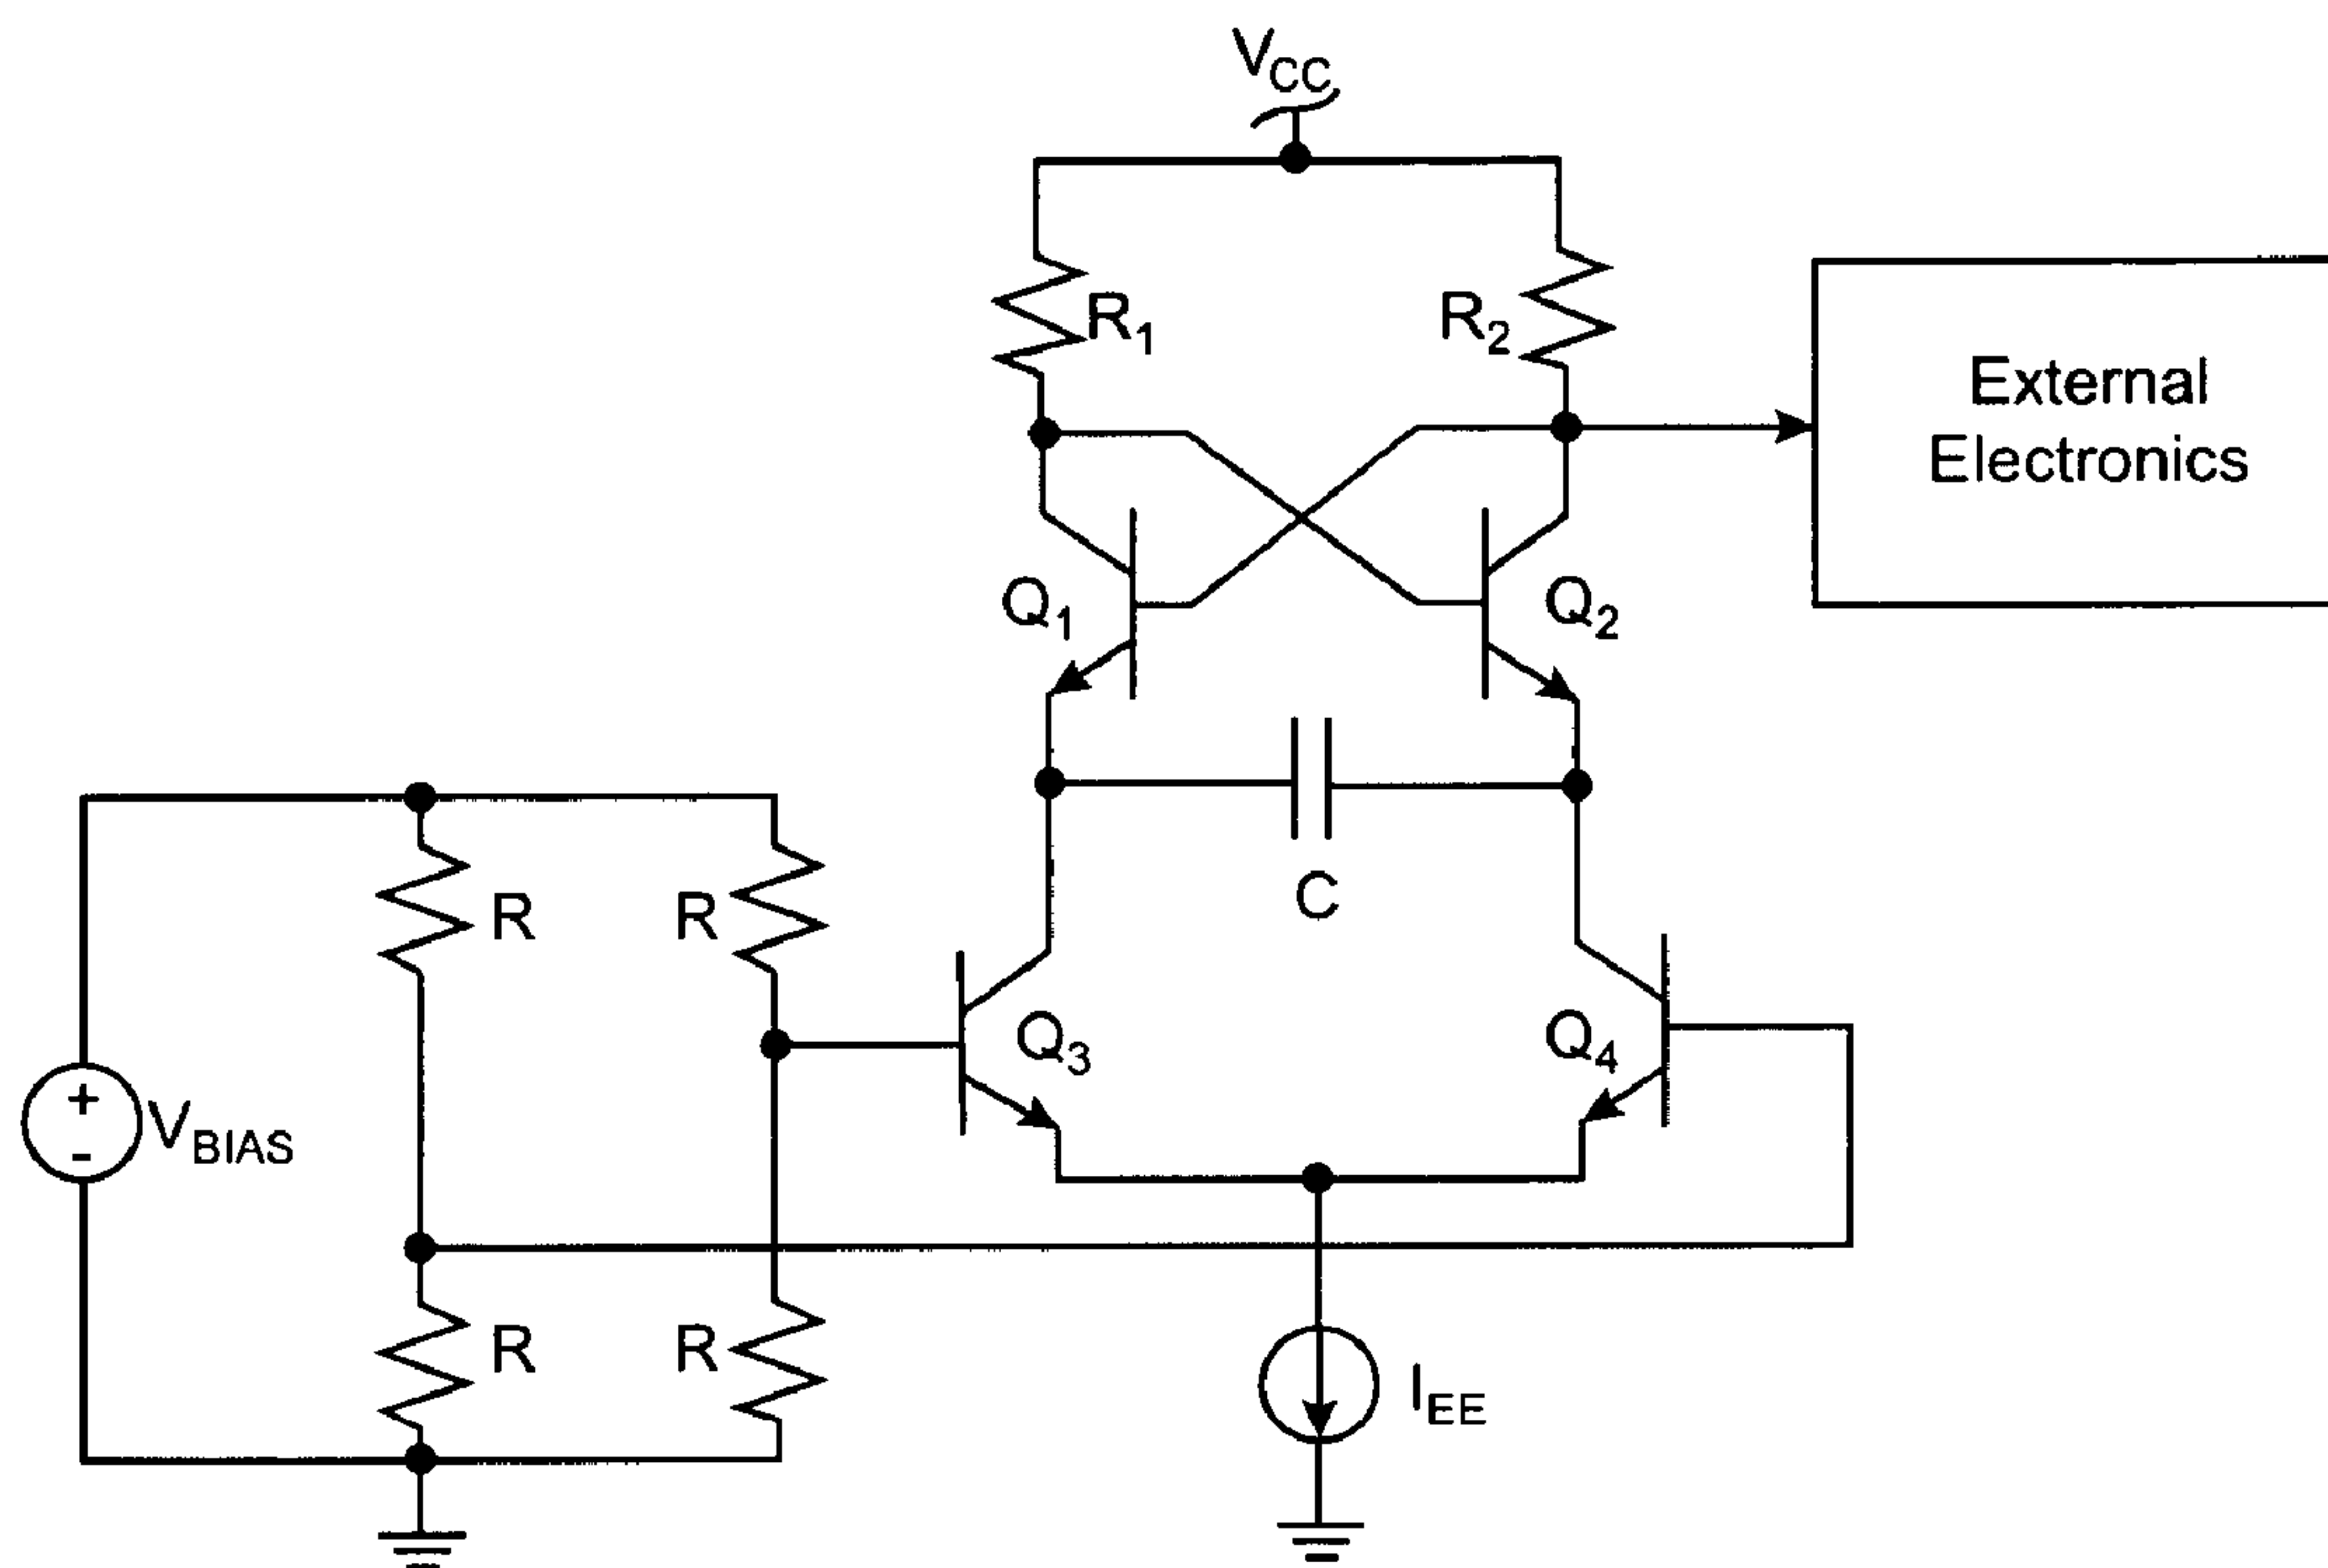 VCC
R1
R2
External
Electronics
Q1
Q2
C
R
R
Q3
Q4
+
VBIAS
-
R
R
IEE